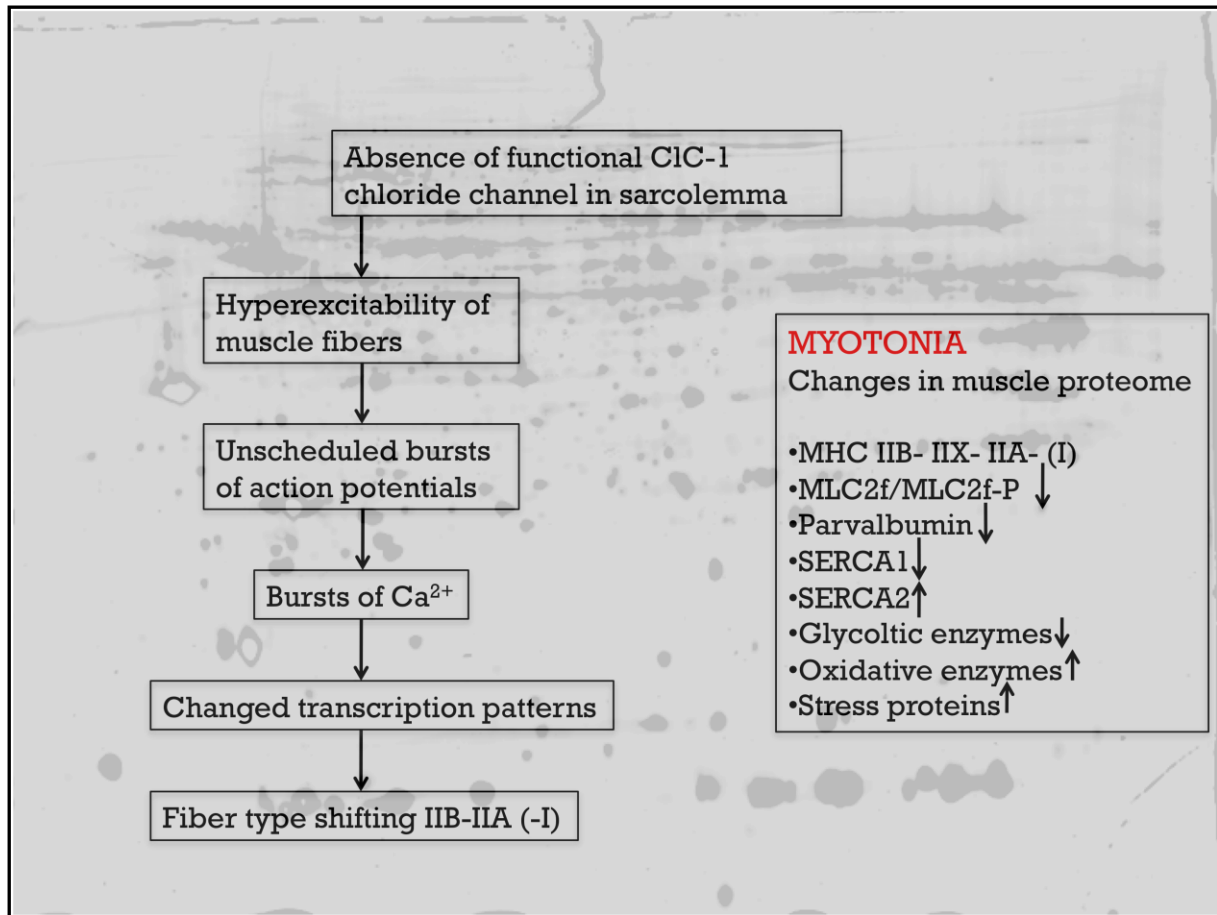 Absence of functional ClC-1
chloride channel in sarcolemma
Hyperexcitability of
muscle fibers
Unscheduled bursts
of action potentials
Bursts of Ca²⁺
Changed transcription patterns
Fiber type shifting IIB-IIA (-I)
MYOTONIA
Changes in muscle proteome
•MHC IIB- IIX- IIA- (I)
•MLC2f/MLC2f-P ↓
•Parvalbumin↓
•SERCA1↓
•SERCA2↑
•Glycoltic enzymes↓
•Oxidative enzymes↑
•Stress proteins↑